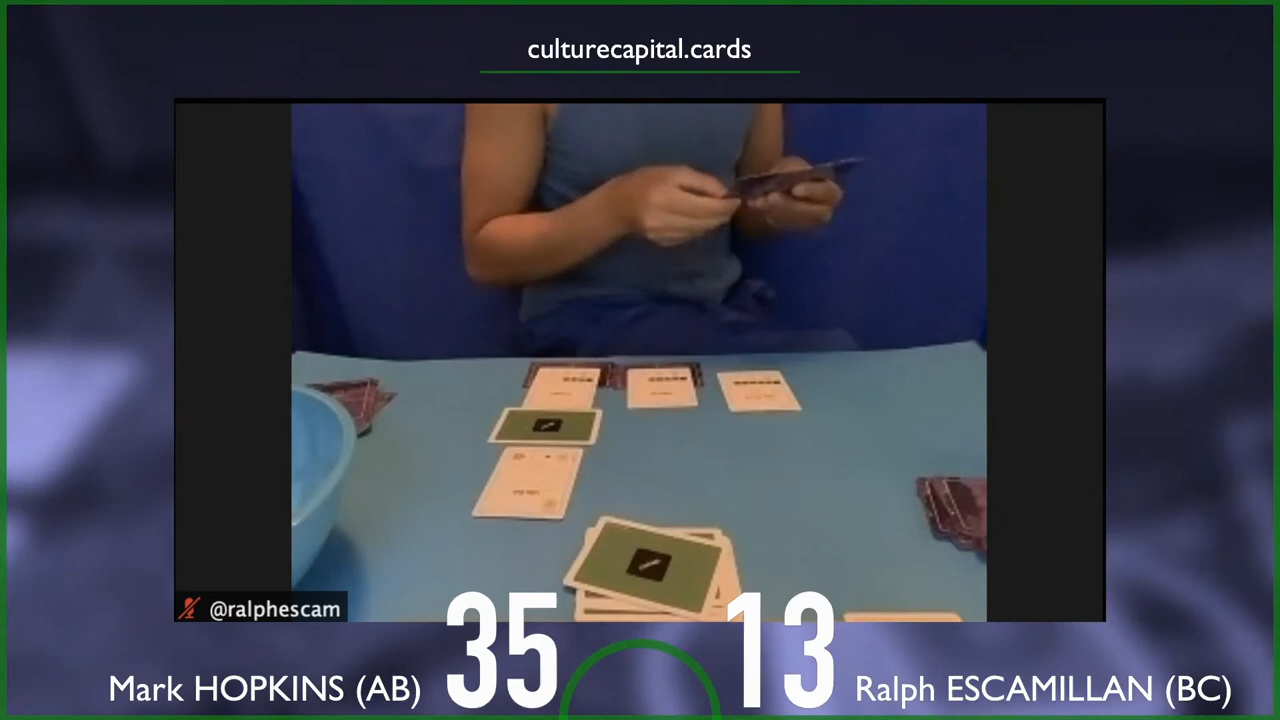 culturecapital.cards
@ralphescam
35 13
Mark HOPKINS (AB) Ralph ESCAMILLAN (BC)